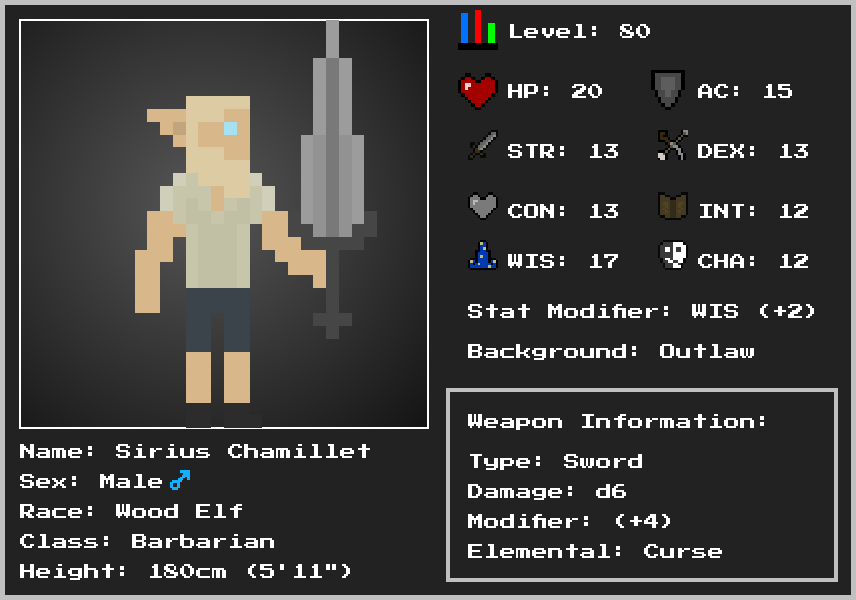 Level: 80
HP: 20 AC: 15
STR: 13 DEX: 13
CON: 13 INT: 12
WIS: 17 CHA: 12
Stat Modifier: WIS (+2)
Background: Outlaw
Weapon Information:
Type: Sword
Damage: d6
Modifier: (+4)
Elemental: Curse
Name: Sirius Chamillet
Sex: Male ♂
Race: Wood Elf
Class: Barbarian
Height: 180cm (5'11")